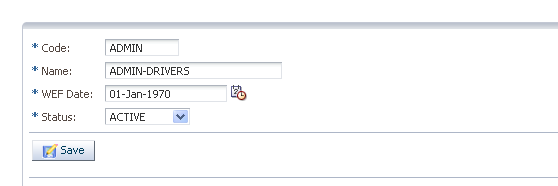 * Code: ADMIN
* Name: ADMIN-DRIVERS
* WEF Date: 01-Jan-1970
* Status: ACTIVE
Save